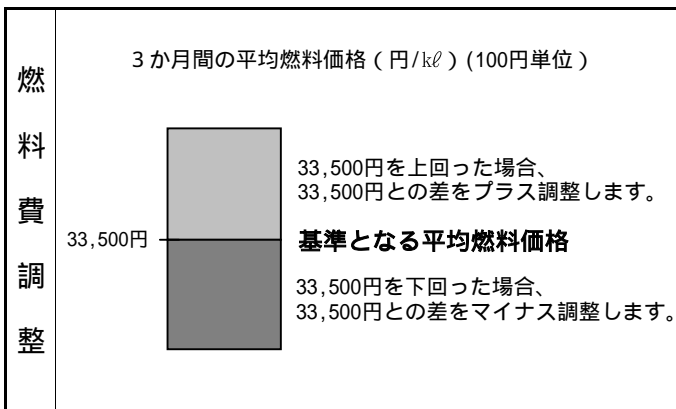 燃料費調整
3か月間の平均燃料価格(円/kℓ)(100円単位)
33,500円を上回った場合、
33,500円との差をプラス調整します。
33,500円
基準となる平均燃料価格
33,500円を下回った場合、
33,500円との差をマイナス調整します。